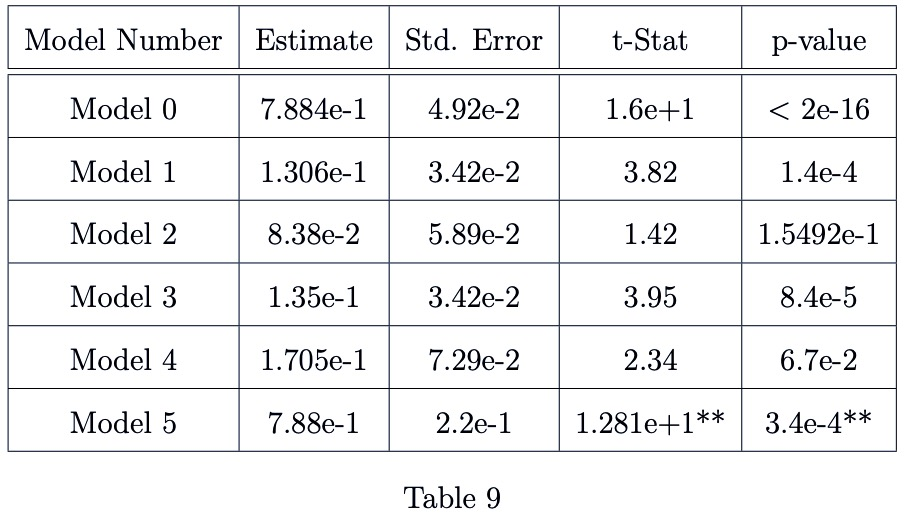 Model Number Estimate Std. Error t-Stat p-value
Model 0 7.884e-1 4.92e-2 1.6e+1 < 2e-16
Model 1 1.306e-1 3.42e-2 3.82 1.4e-4
Model 2 8.38e-2 5.89e-2 1.42 1.5492e-1
Model 3 1.35e-1 3.42e-2 3.95 8.4e-5
Model 4 1.705e-1 7.29e-2 2.34 6.7e-2
Model 5 7.88e-1 2.2e-1 1.281e+1** 3.4e-4**
Table 9